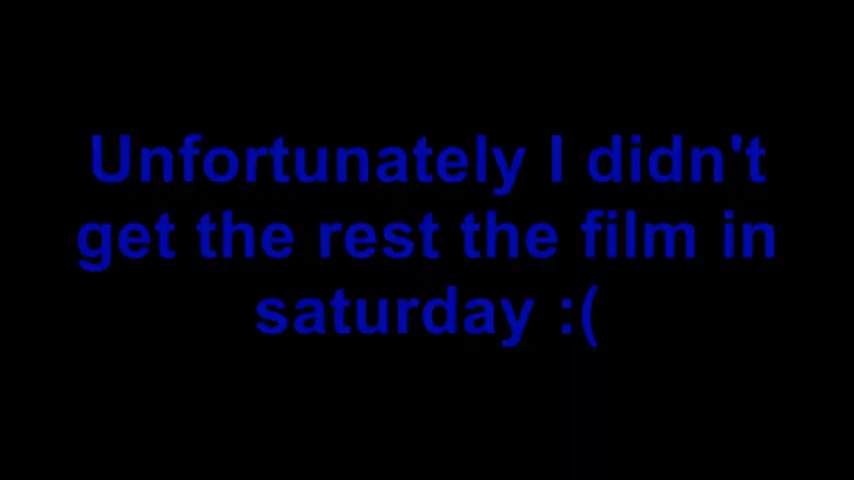 Unfortunately I didn't
get the rest the film in
saturday :(